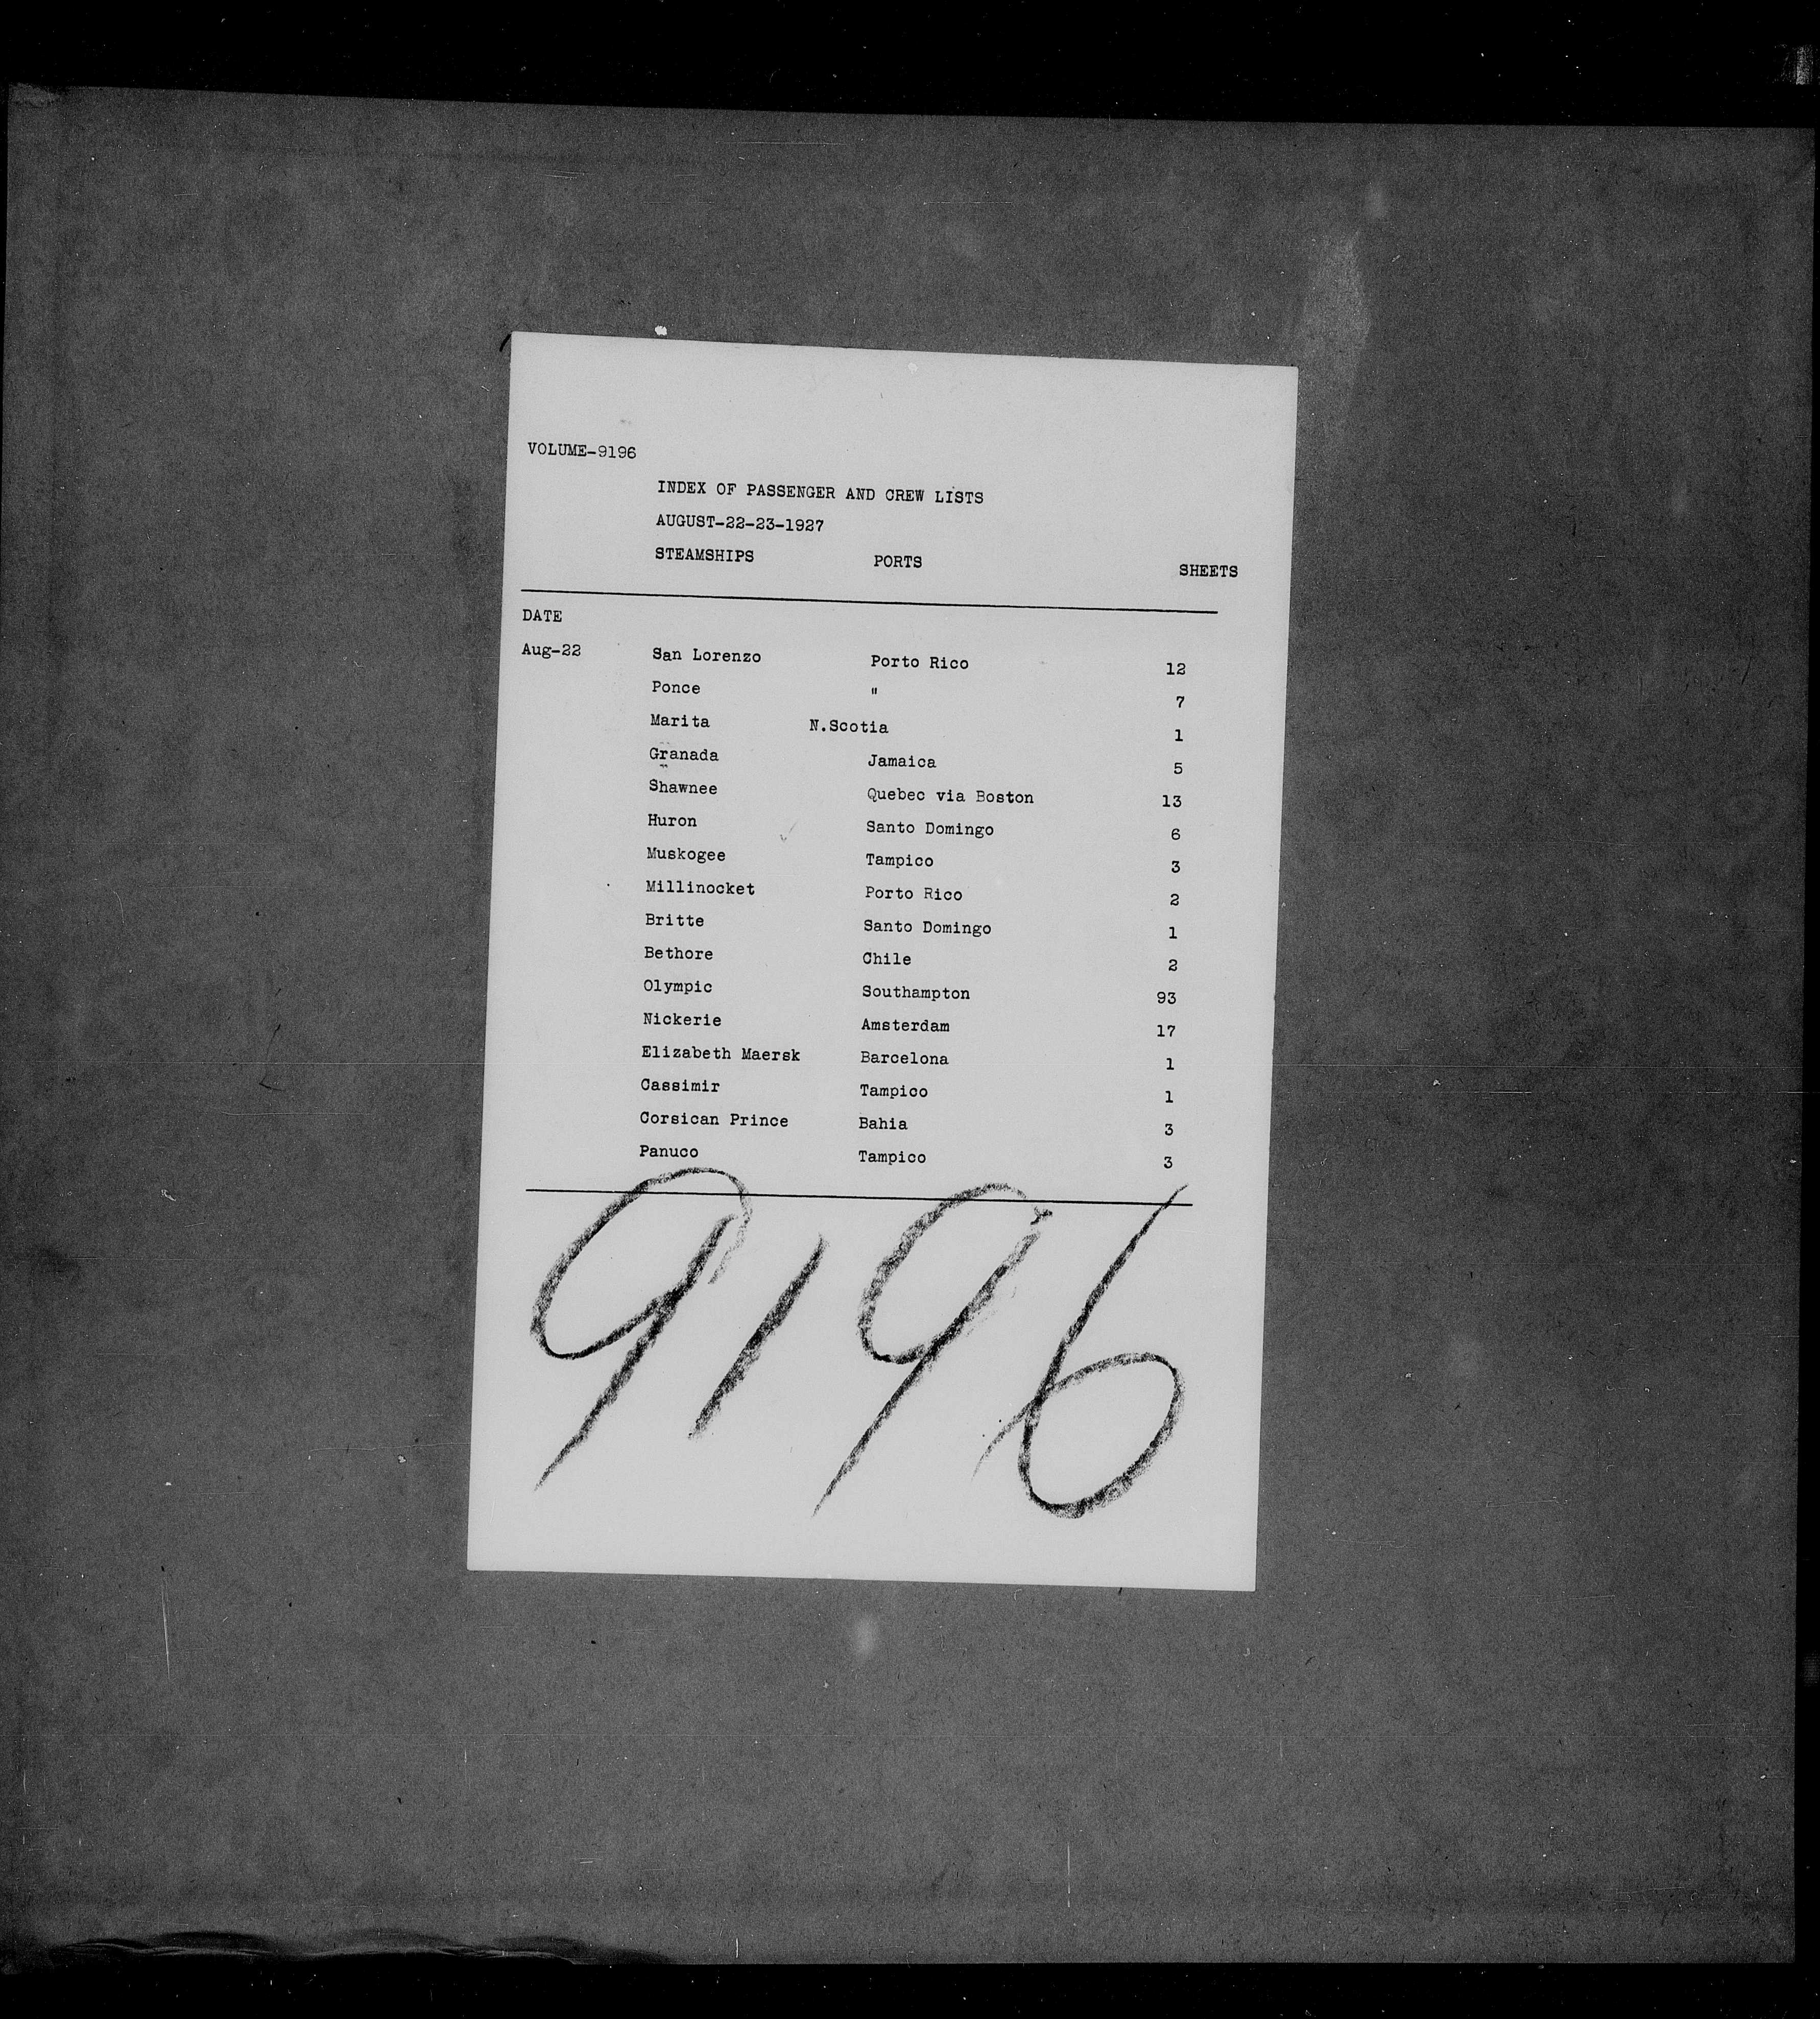 VOLUME-9196
INDEX OF PASSENGER AND CREW LISTS
AUGUST-22-23-1927
STEAMSHIPS PORTS SHEETS
DATE
Aug-22 San Lorenzo Porto Rico 12
Ponce " 7
Marita N.Scotia 1
Granada Jamaica 5
Shawnee Quebec via Boston 13
Huron Santo Domingo 6
Muskogee Tampico 3
Millinocket Porto Rico 2
Britte Santo Domingo 1
Bethore Chile 2
Olympic Southampton 93
Nickerie Amsterdam 17
Elizabeth Maersk Barcelona 1
Cassimir Tampico 1
Corsican Prince Bahia 3
Panuco Tampico 3
9196